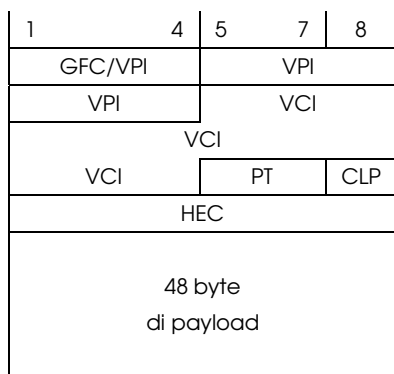 1 4 5 7 8
GFC/VPI VPI
VPI VCI
VCI
VCI PT CLP
HEC
48 byte
di payload